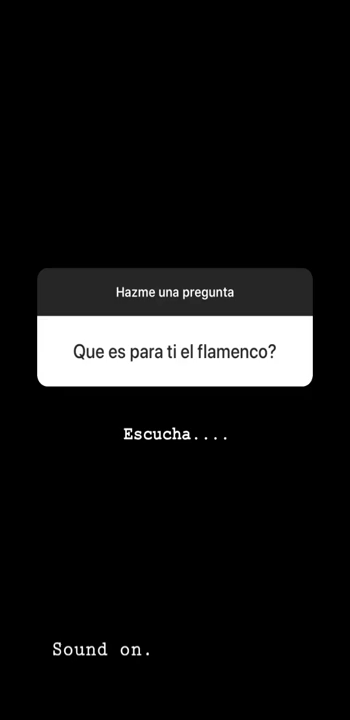 Hazme una pregunta
Que es para ti el flamenco?
Escucha....
Sound on.